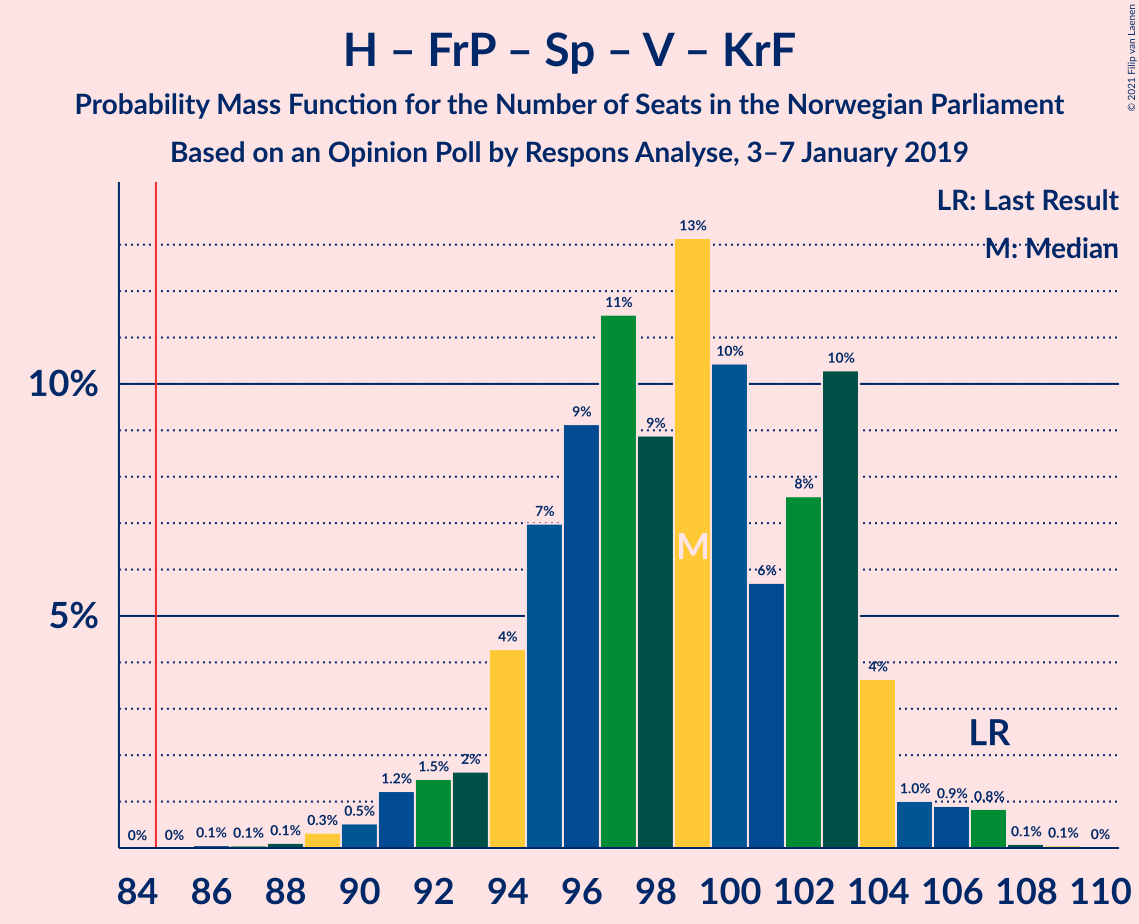 H – FrP – Sp – V – KrF
Probability Mass Function for the Number of Seats in the Norwegian Parliament
Based on an Opinion Poll by Respons Analyse, 3–7 January 2019
© 2021 Filip van Laenen
LR: Last Result
M: Median
10%
5%
0% 0% 0.1% 0.1% 0.1% 0.3% 0.5% 1.2% 1.5% 2% 4% 7% 9% 11% 9% 13% 10% 6% 8% 10% 4% 1.0% 0.9% 0.8% 0.1% 0.1% 0%
M
LR
84 86 88 90 92 94 96 98 100 102 104 106 108 110